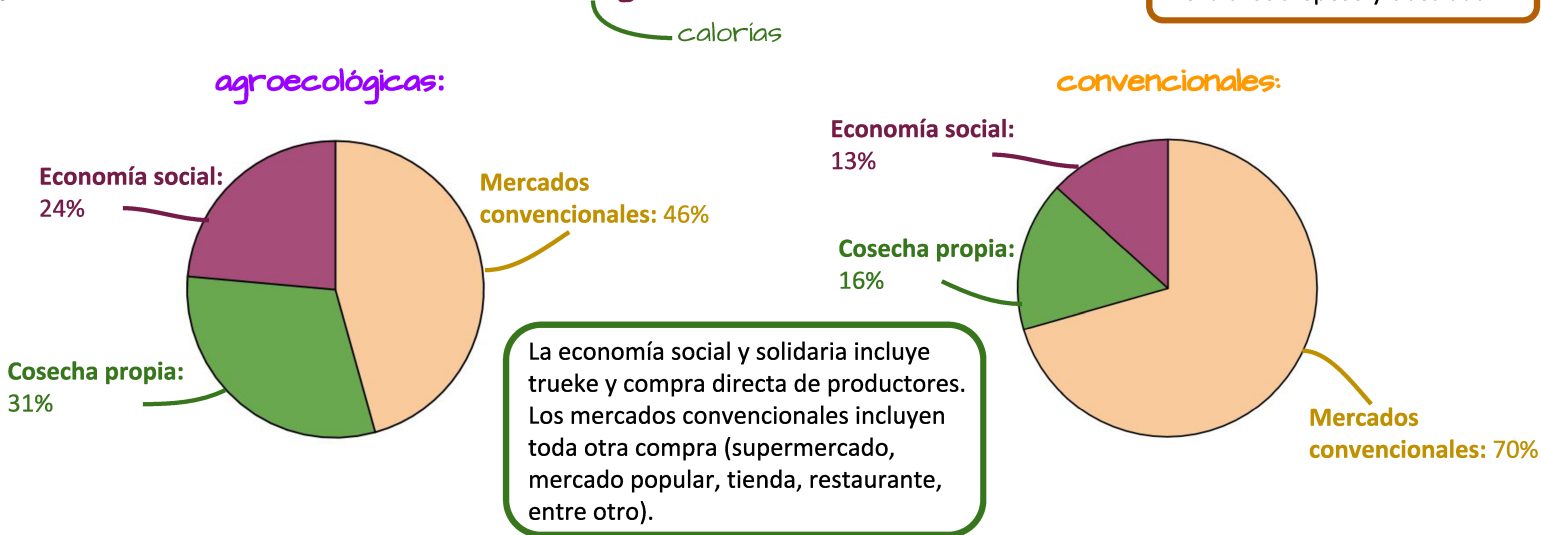 calorías
agroecológicas:
Economía social:
24%
Mercados
convencionales: 46%
Cosecha propia:
31%
La economía social y solidaria incluye
trueke y compra directa de productores.
Los mercados convencionales incluyen
toda otra compra (supermercado,
mercado popular, tienda, restaurante,
entre otro).
convencionales:
Economía social:
13%
Cosecha propia:
16%
Mercados
convencionales: 70%